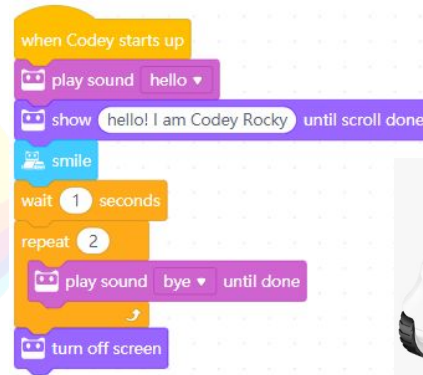 when Codey starts up
play sound hello
show hello! I am Codey Rocky until scroll done
smile
wait 1 seconds
repeat 2
play sound bye until done
turn off screen